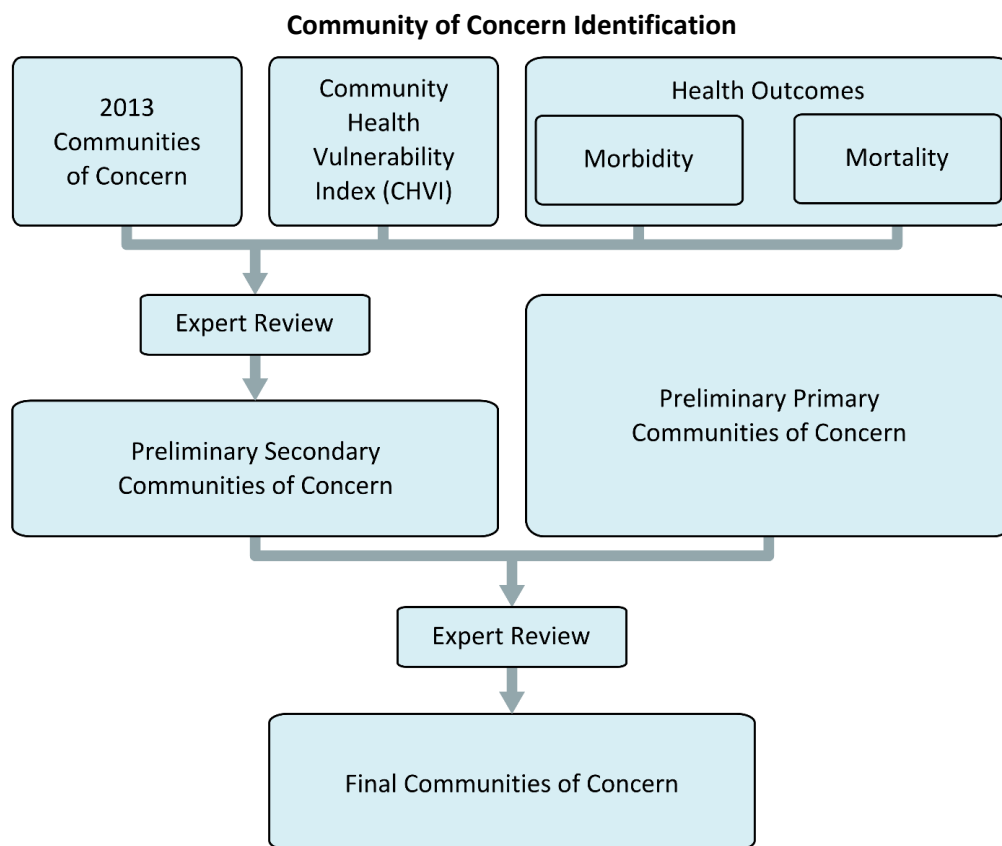 Community of Concern Identification
2013
Communities
of Concern
Community
Health
Vulnerability
Index (CHVI)
Health Outcomes
Morbidity
Mortality
Expert Review
Preliminary Secondary
Communities of Concern
Preliminary Primary
Communities of Concern
Expert Review
Final Communities of Concern